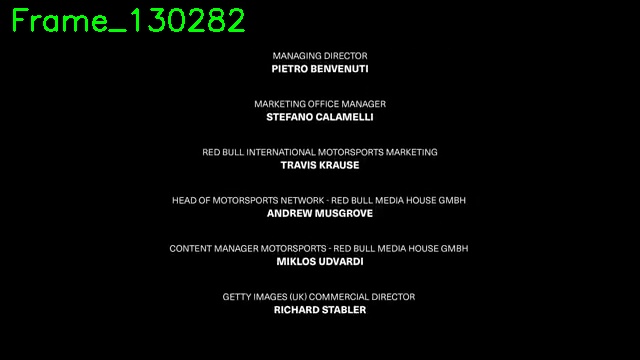 Frame_130282
MANAGING DIRECTOR
PIETRO BENVENUTI
MARKETING OFFICE MANAGER
STEFANO CALAMELLI
RED BULL INTERNATIONAL MOTORSPORTS MARKETING
TRAVIS KRAUSE
HEAD OF MOTORSPORTS NETWORK - RED BULL MEDIA HOUSE GMBH
ANDREW MUSGROVE
CONTENT MANAGER MOTORSPORTS - RED BULL MEDIA HOUSE GMBH
MIKLOS UDVARDI
GETTY IMAGES (UK) COMMERCIAL DIRECTOR
RICHARD STABLER